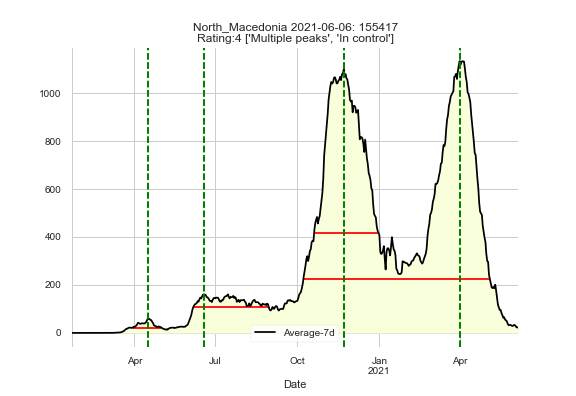 North_Macedonia 2021-06-06: 155417
Rating:4 ['Multiple peaks', 'In control']
1000
800
600
400
200
0
Average-7d
Apr
Jul
Oct
Jan
2021
Apr
Date